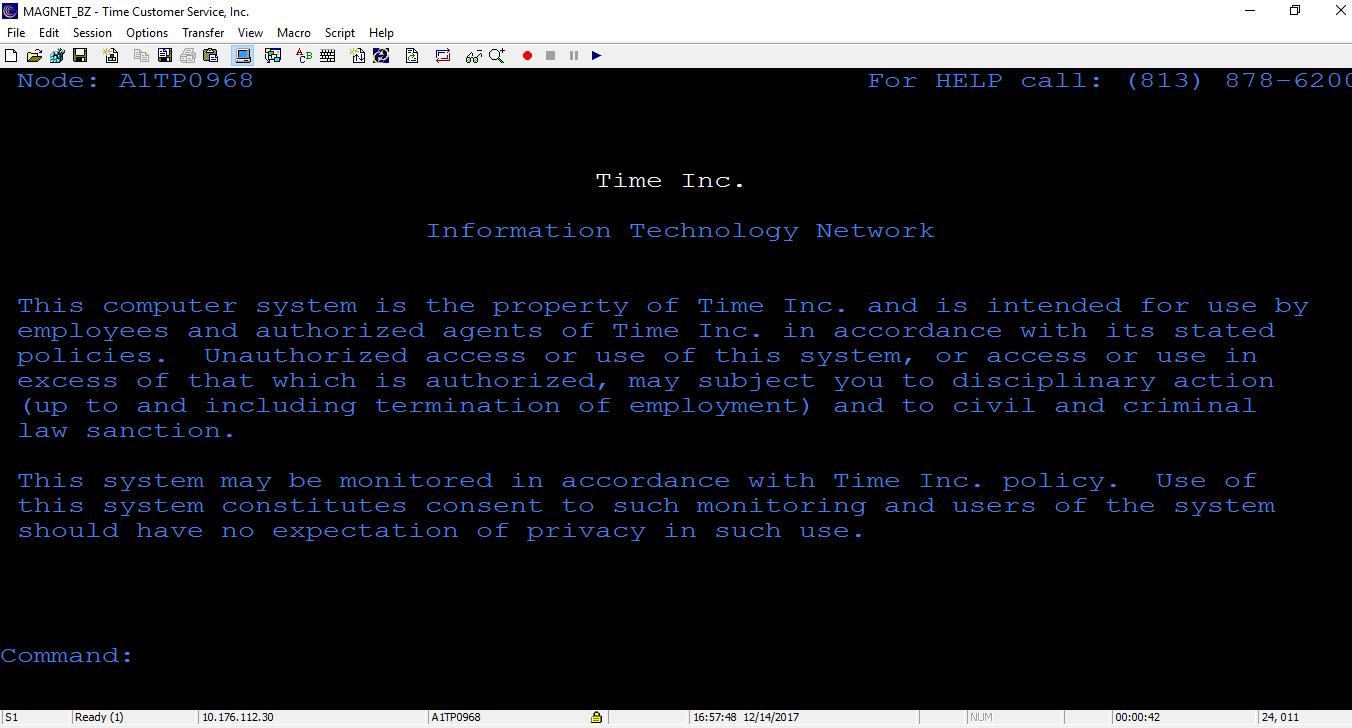 MAGNET_BZ - Time Customer Service, Inc.
File Edit Session Options Transfer View Macro Script Help
Node: A1TP0968 For HELP call: (813) 878-6200
Time Inc.
Information Technology Network
This computer system is the property of Time Inc. and is intended for use by
employees and authorized agents of Time Inc. in accordance with its stated
policies. Unauthorized access or use of this system, or access or use in
excess of that which is authorized, may subject you to disciplinary action
(up to and including termination of employment) and to civil and criminal
law sanction.
This system may be monitored in accordance with Time Inc. policy. Use of
this system constitutes consent to such monitoring and users of the system
should have no expectation of privacy in such use.
Command:
S1 Ready (1) 10.176.112.30 A1TP0968 16:57:48 12/14/2017 NUM 00:00:42 24, 011